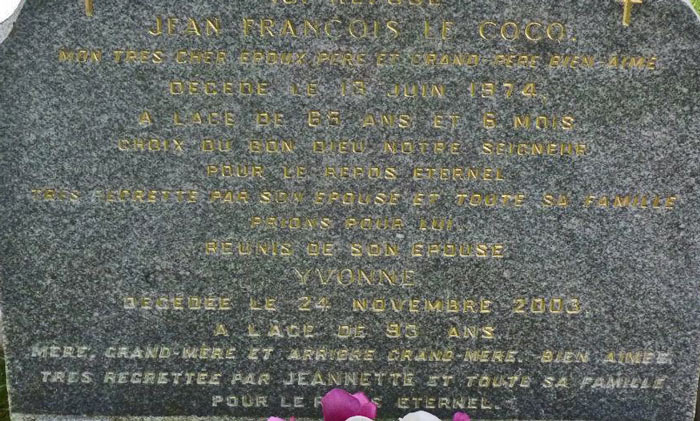 ICI REPOSE
JEAN FRANÇOIS LE COCQ.
MON TRES CHER EPOUX PERE ET GRAND PERE BIEN-AIME
DECEDE LE 13 JUIN 1974.
A L'AGE DE 65 ANS ET 6 MOIS
CHOIX DU BON DIEU NOTRE SEIGNEUR
POUR LE REPOS ETERNEL
TRES REGRETTE PAR SON EPOUSE ET TOUTE SA FAMILLE
PRIONS POUR LUI.
REUNIS DE SON EPOUSE
YVONNE
DECEDEE LE 24 NOVEMBRE 2003.
A L'AGE DE 93 ANS.
MERE, GRAND-MERE ET ARRIERE GRAND-MERE. BIEN AIMEE.
TRES REGRETTEE PAR JEANNETTE ET TOUTE SA FAMILLE
POUR LE REPOS ETERNEL.